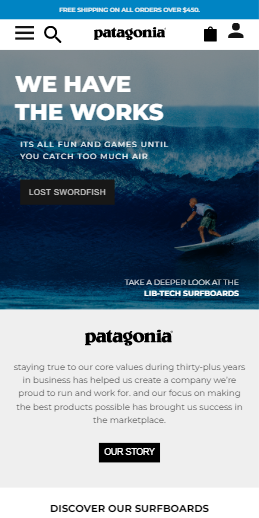 FREE SHIPPING ON ALL ORDERS OVER $450.
patagonia
WE HAVE
THE WORKS
ITS ALL FUN AND GAMES UNTIL
YOU CATCH TOO MUCH AIR
LOST SWORDFISH
TAKE A DEEPER LOOK AT THE
LIB-TECH SURFBOARDS
patagonia
staying true to our core values during thirty-plus years
in business has helped us create a company we're
proud to run and work for. and our focus on making
the best products possible has brought us success in
the marketplace.
OUR STORY
DISCOVER OUR SURFBOARDS